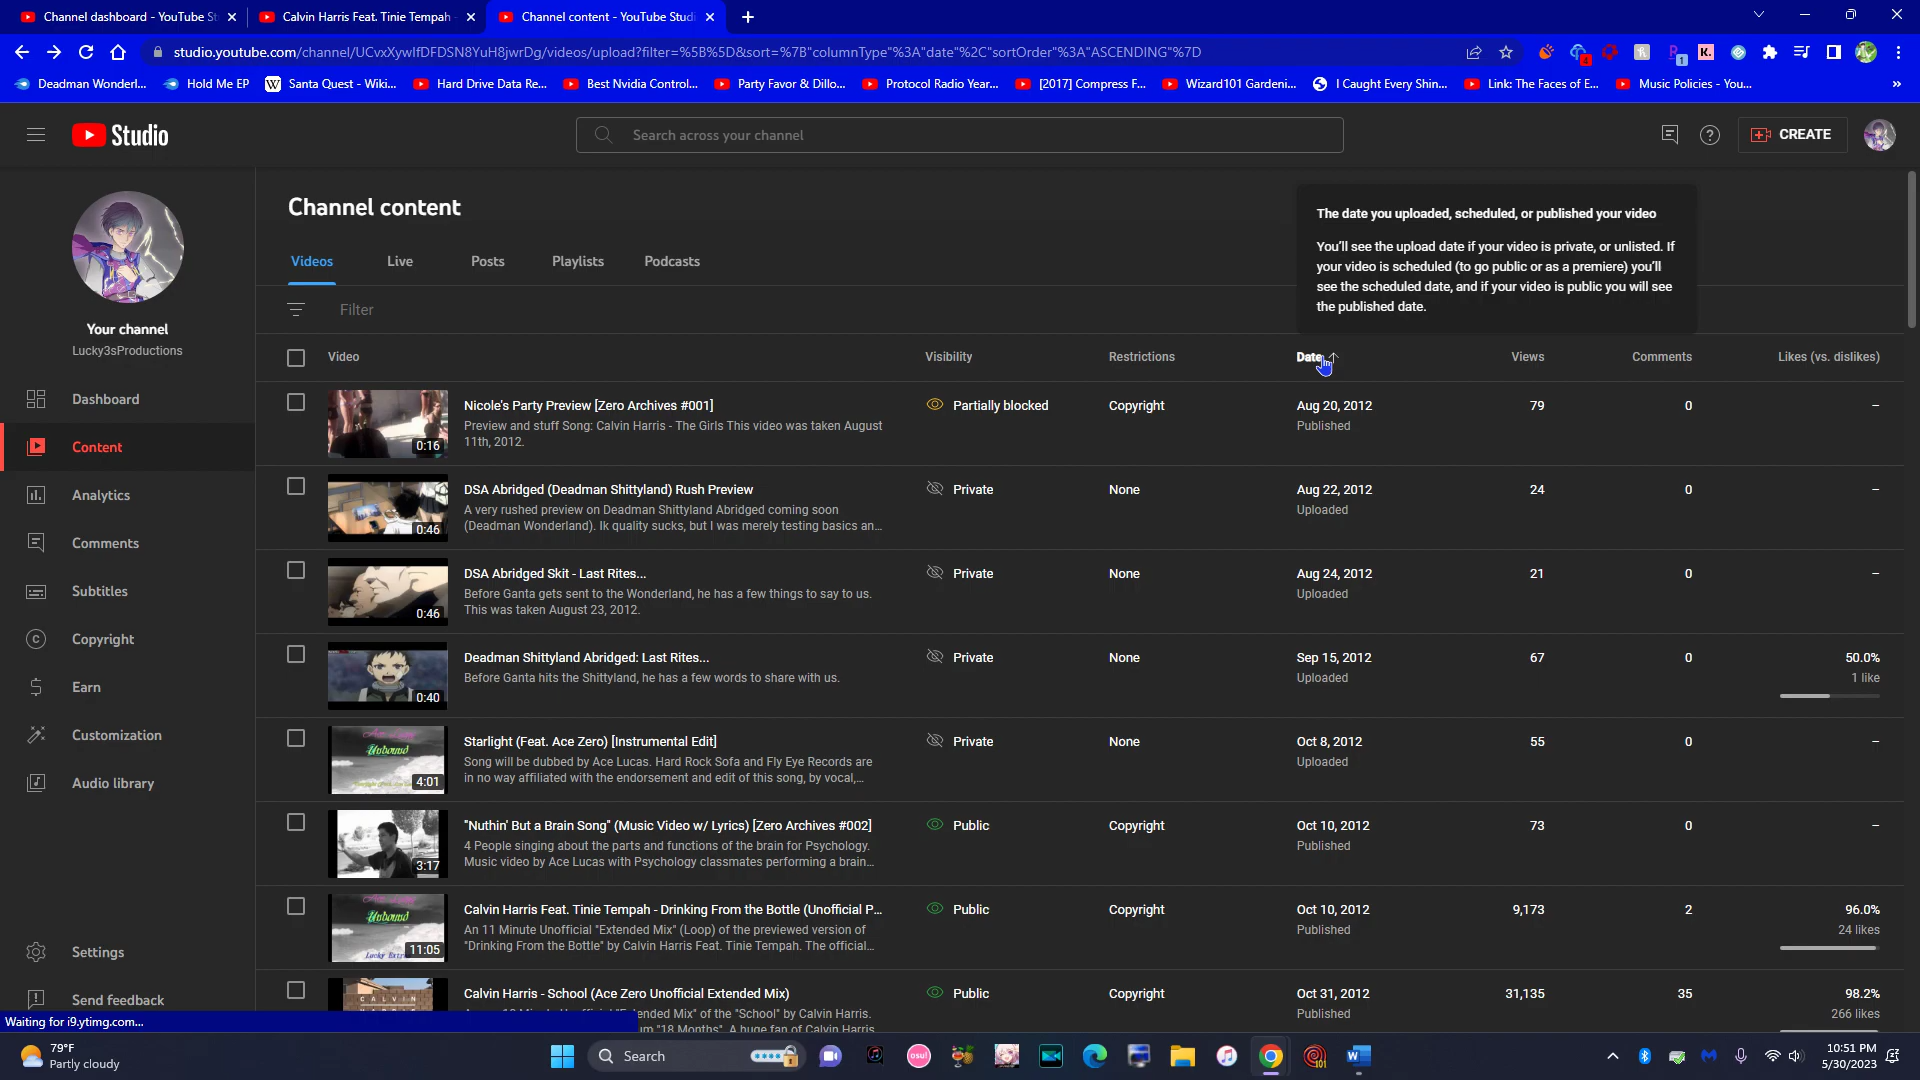 Channel dashboard - YouTube St
Calvin Harris Feat. Tinie Tempah -
Channel content - YouTube Studi
studio.youtube.com/channel/UCvxXywIfDFDSN8YuH8jwrDg/videos/upload?filter=%5B%5D&sort=%7B"columnType"%3A"date"%2C"sortOrder"%3A"ASCENDING"%7D
Deadman Wonderl...
Hold Me EP
Santa Quest - Wiki...
Hard Drive Data Re...
Best Nvidia Control...
Party Favor & Dillo...
Protocol Radio Year...
[2017] Compress F...
Wizard101 Gardeni...
I Caught Every Shin...
Link: The Faces of E...
Music Policies - You...
Studio
Search across your channel
CREATE
Channel content
The date you uploaded, scheduled, or published your video
You'll see the upload date if your video is private, or unlisted. If
your video is scheduled (to go public or as a premiere) you'll
see the scheduled date, and if your video is public you will see
the published date.
Videos
Live
Posts
Playlists
Podcasts
Filter
Your channel
Lucky3sProductions
Dashboard
Content
Analytics
Comments
Subtitles
Copyright
Earn
Customization
Audio library
Settings
Send feedback
Video
Visibility
Restrictions
Date
Views
Comments
Likes (vs. dislikes)
0:16
Nicole's Party Preview [Zero Archives #001]
Preview and stuff Song: Calvin Harris - The Girls This video was taken August
11th, 2012.
Partially blocked
Copyright
Aug 20, 2012
Published
79
0
–
0:46
DSA Abridged (Deadman Shittyland) Rush Preview
A very rushed preview on Deadman Shittyland Abridged coming soon
(Deadman Wonderland). Ik quality sucks, but I was merely testing basics an...
Private
None
Aug 22, 2012
Uploaded
24
0
–
0:46
DSA Abridged Skit - Last Rites...
Before Ganta gets sent to the Wonderland, he has a few things to say to us.
This was taken August 23, 2012.
Private
None
Aug 24, 2012
Uploaded
21
0
–
0:40
Deadman Shittyland Abridged: Last Rites...
Before Ganta hits the Shittyland, he has a few words to share with us.
Private
None
Sep 15, 2012
Uploaded
67
0
50.0%
1 like
Unbound
4:01
Starlight (Feat. Ace Zero) [Instrumental Edit]
Song will be dubbed by Ace Lucas. Hard Rock Sofa and Fly Eye Records are
in no way affiliated with the endorsement and edit of this song, by vocal,...
Private
None
Oct 8, 2012
Uploaded
55
0
–
3:17
"Nuthin' But a Brain Song" (Music Video w/ Lyrics) [Zero Archives #002]
4 People singing about the parts and functions of the brain for Psychology.
Music video by Ace Lucas with Psychology classmates performing a brain...
Public
Copyright
Oct 10, 2012
Published
73
0
–
Unbound
11:05
Calvin Harris Feat. Tinie Tempah - Drinking From the Bottle (Unofficial P...
An 11 Minute Unofficial "Extended Mix" (Loop) of the previewed version of
"Drinking From the Bottle" by Calvin Harris Feat. Tinie Tempah. The official...
Public
Copyright
Oct 10, 2012
Published
9,173
2
96.0%
24 likes
CALVIN
Calvin Harris - School (Ace Zero Unofficial Extended Mix)
ended Mix" of the "School" by Calvin Harris.
um "18 Months". A huge fan of Calvin Harris
Public
Copyright
Oct 31, 2012
Published
31,135
35
98.2%
266 likes
Waiting for i9.ytimg.com...
79°F
Partly cloudy
Search
osu!
101
10:51 PM
5/30/2023